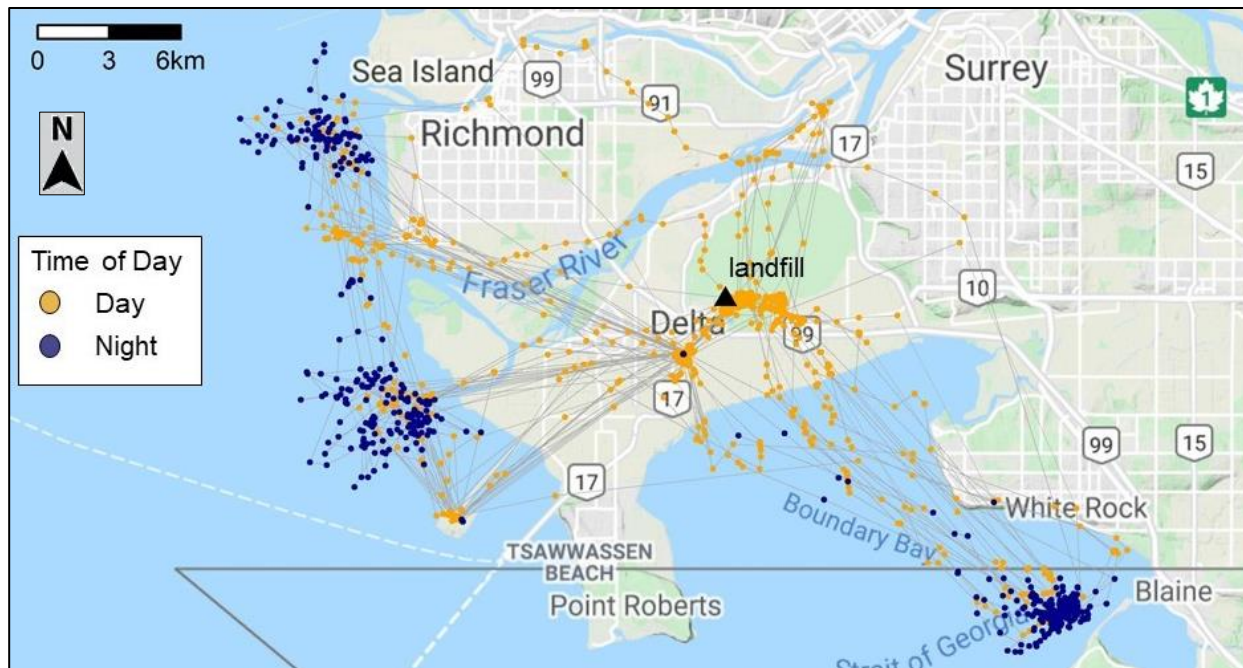 0 3 6km
N
Time of Day
Day
Night
Sea Island
99
91
Surrey
1
Richmond
17
15
Fraser River
landfill
10
Delta
99
17
99
15
17
White Rock
Boundary Bay
TSAWWASSEN
BEACH
Point Roberts
Blaine
Strait of Georgia